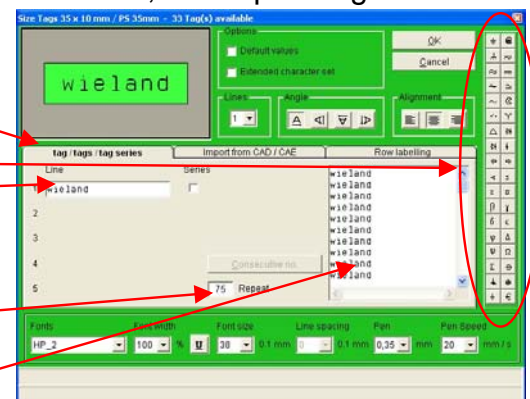 Size Tags 35 x 10 mm / PS 35mm - 33 Tag(s) available
Options
Default values
Extended character set
OK
Cancel
wieland
Lines
1
Angle
A
Alignment
tag /tags /tag series
Import from CAD / CAE
Row labelling
Line
Series
1 wieland
2
3
4
5
Consecutive no.
75 Repeat
wieland
wieland
wieland
wieland
wieland
wieland
wieland
wieland
wieland
wieland
Fonts
Font width
Font size
Line spacing
Pen
Pen Speed
HP_2
100 % U
38 0.1 mm
0 0.1 mm
0,35 mm
20 mm / s